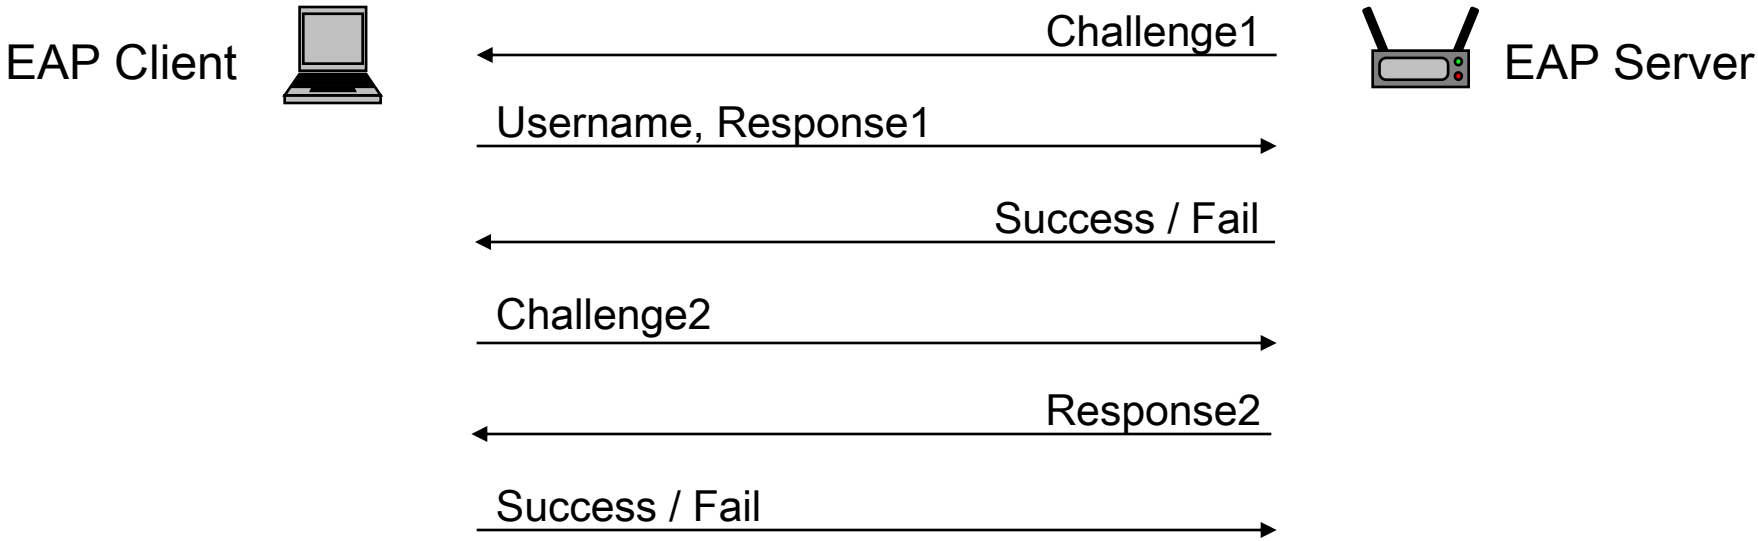 EAP Client
EAP Server
Challenge1
Username, Response1
Success / Fail
Challenge2
Response2
Success / Fail